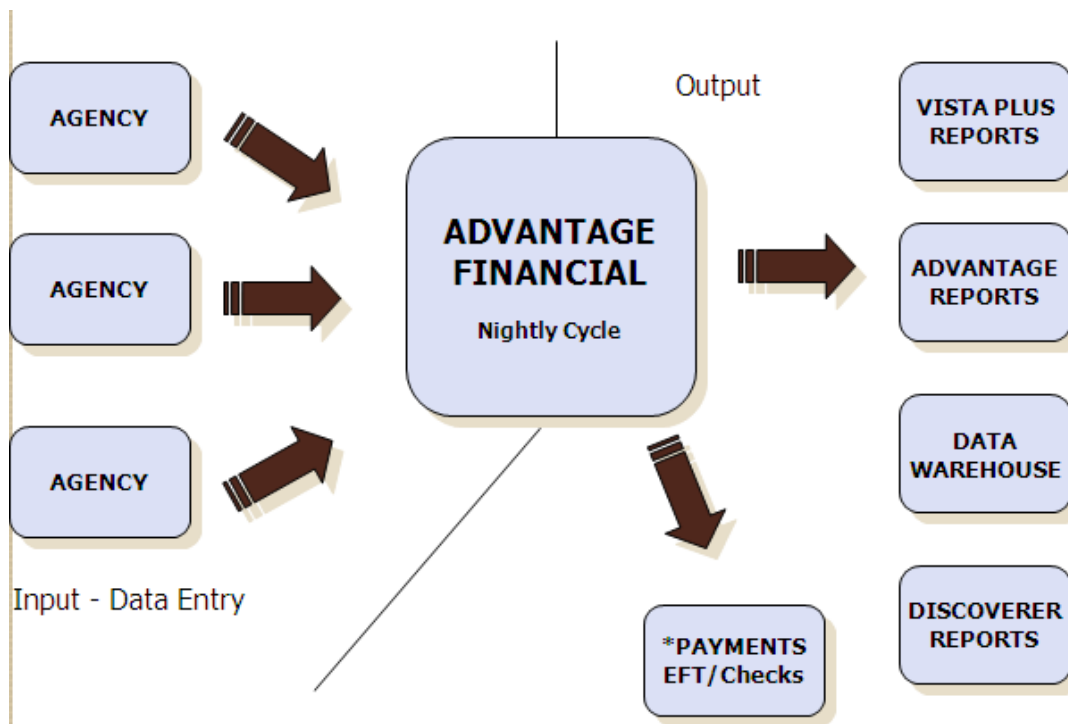 AGENCY
AGENCY
AGENCY
Input - Data Entry
ADVANTAGE
FINANCIAL
Nightly Cycle
Output
VISTA PLUS
REPORTS
ADVANTAGE
REPORTS
DATA
WAREHOUSE
DISCOVERER
REPORTS
*PAYMENTS
EFT/Checks